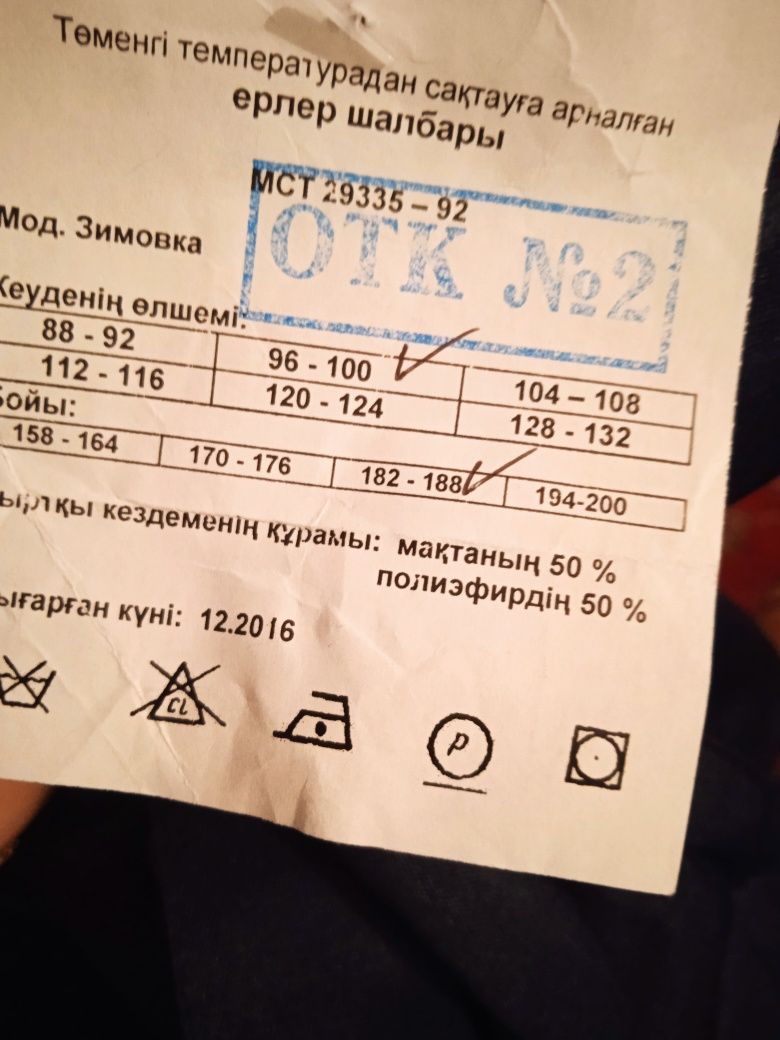 Төменгі температурадан сақтауға арналған
ерлер шалбары
МСТ 29335 – 92
ОТК №2
Мод. Зимовка
Кеуденің өлшемі:
88 - 92 96 - 100 104 – 108
112 - 116 120 - 124 128 - 132
Бойы:
158 - 164 170 - 176 182 - 188 194-200
ыртқы кездеменің құрамы: мақтаның 50 %
полиэфирдің 50 %
ығарған күні: 12.2016
CL
P